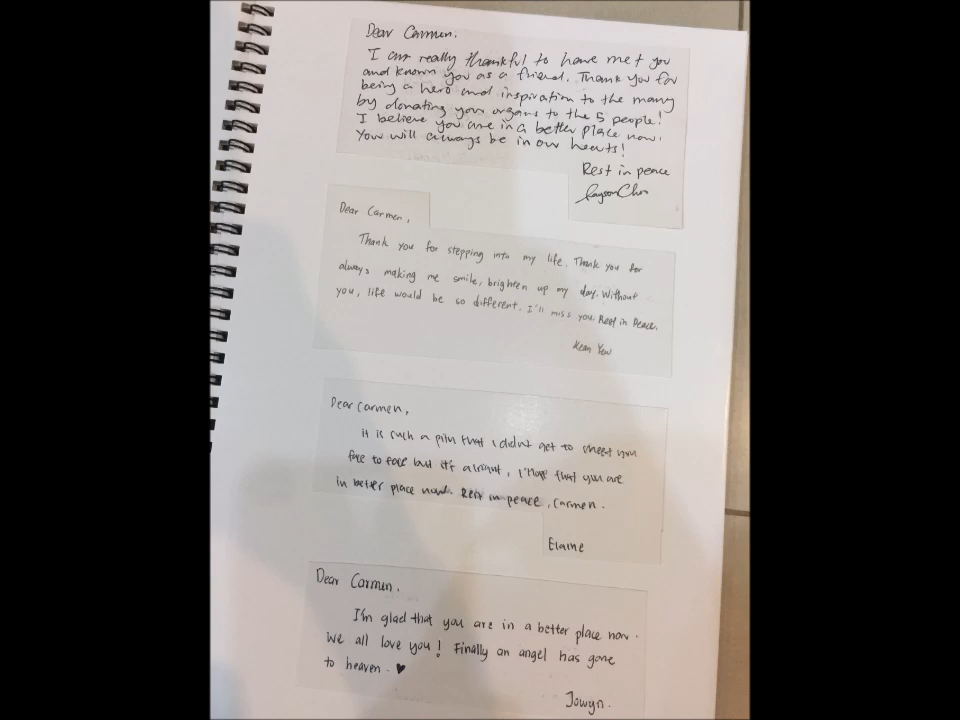 Dear Carmen.
I am really thankful to have met you
and known you as a friend. Thank you for
being a hero and inspiration to the many
by donating your organs to the 5 people!
I believe you are in a better place now.
You will always be in our hearts!
Rest in peace
Dear Carmen,
Thank you for stepping into my life. Thank you for
always making me smile, brighten up my day. Without
you, life would be so different. I'll miss you. Rest in Peace.
Kean Yew
Dear Carmen,
it is such a pity that I didn't get to meet you
face to face but it's alright, I hope that you are
in better place now. Rest in peace, Carmen.
Elaine
Dear Carmen.
I'm glad that you are in a better place now.
We all love you! Finally an angel has gone
to heaven. ♥
Jowyn.